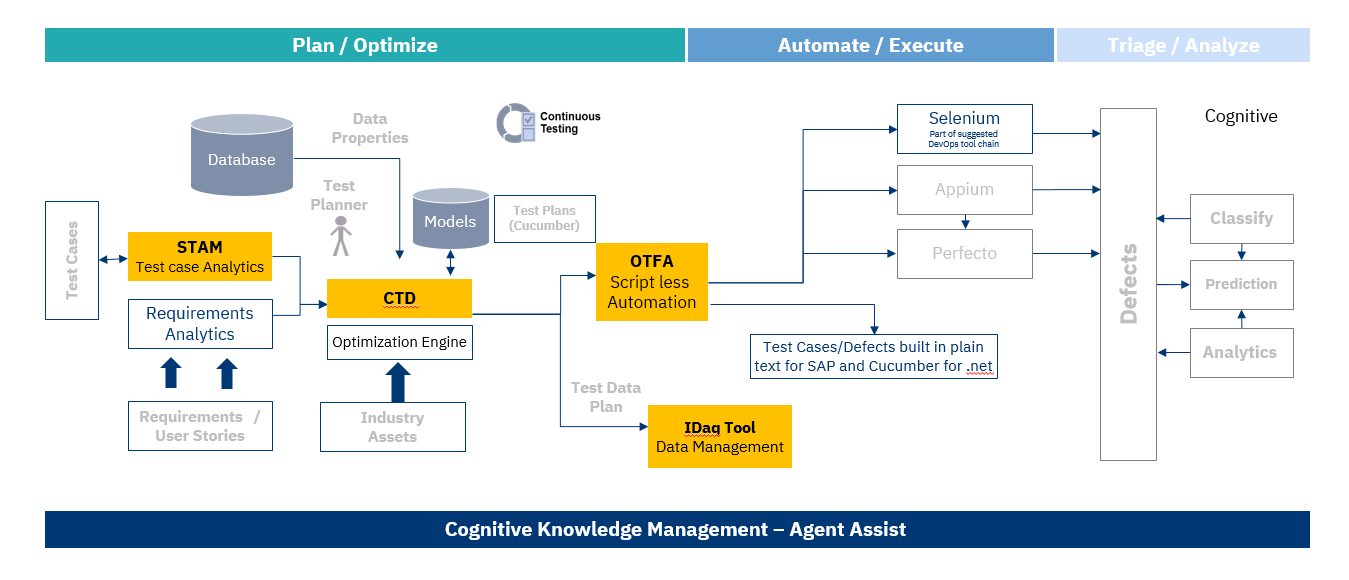 Plan / Optimize
Automate / Execute
Triage / Analyze
Data
Properties
Continuous
Testing
Database
Test
Planner
Models
Test Plans
(Cucumber)
Test Cases
STAM
Test case Analytics
Requirements
Analytics
CTD
Optimization Engine
OTFA
Script less
Automation
Selenium
Part of suggested
DevOps tool chain
Appium
Perfecto
Defects
Cognitive
Classify
Prediction
Analytics
Test Cases/Defects built in plain
text for SAP and Cucumber for .net
Requirements /
User Stories
Industry
Assets
Test Data
Plan
IDaq Tool
Data Management
Cognitive Knowledge Management – Agent Assist